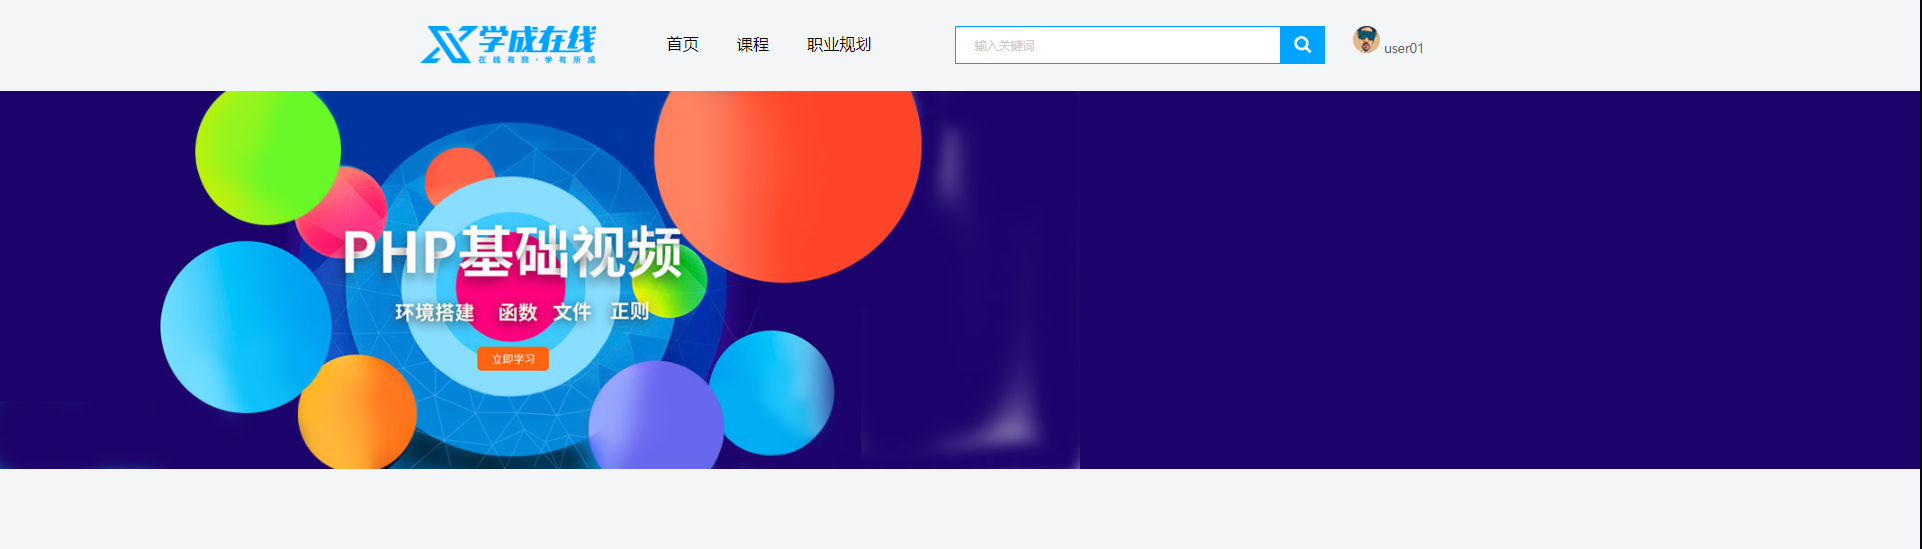 学成在线
在线有我·学有所成
首页 课程 职业规划
输入关键词
user01
PHP基础视频
环境搭建 函数 文件 正则
立即学习